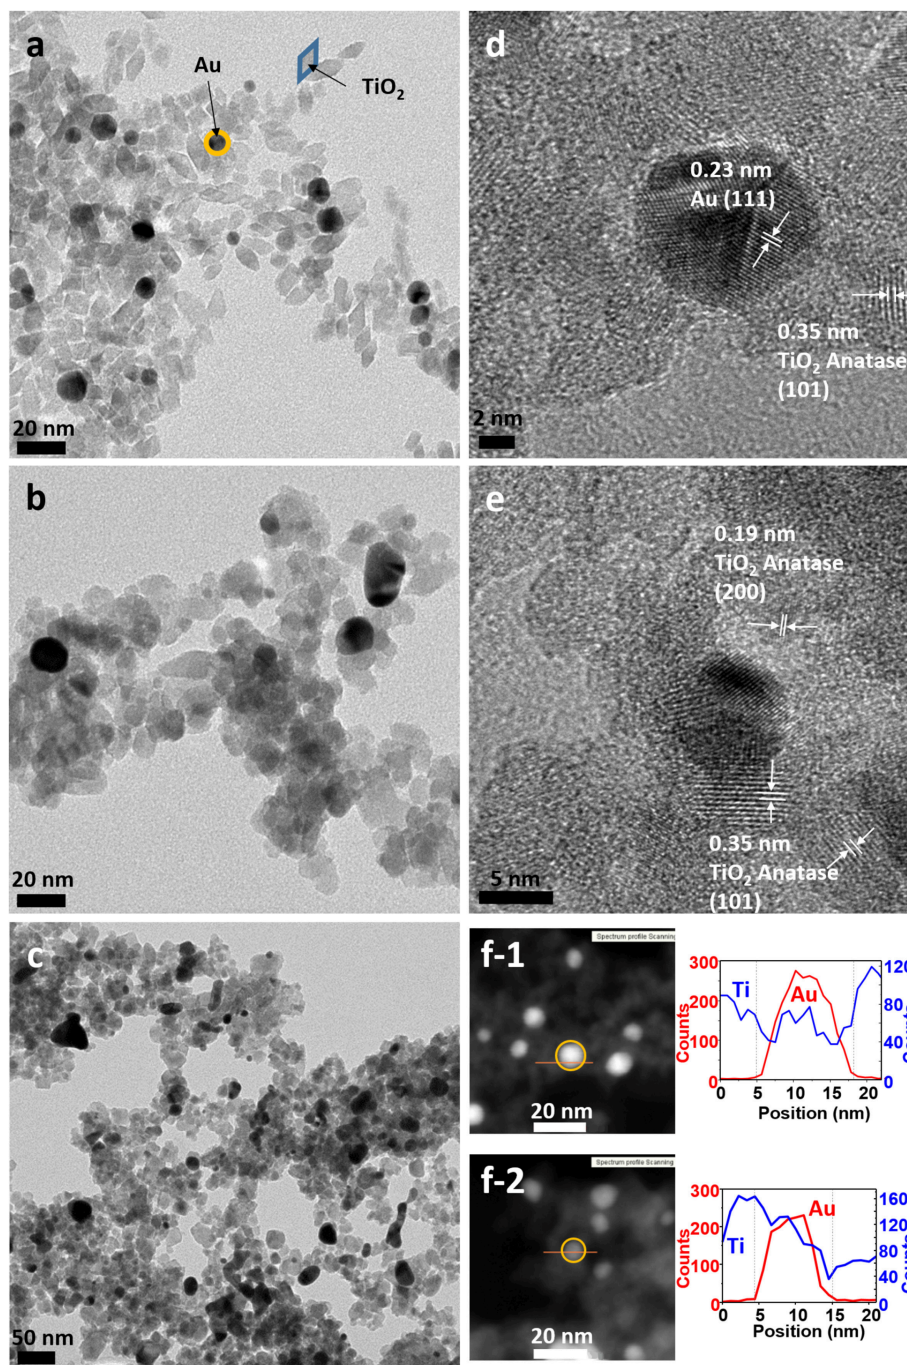 a
Au
TiO2
20 nm
d
0.23 nm
Au (111)
0.35 nm
TiO2 Anatase
(101)
2 nm
b
20 nm
e
0.19 nm
TiO2 Anatase
(200)
0.35 nm
TiO2 Anatase
(101)
5 nm
c
50 nm
f-1
Spectrum profile Scanning
20 nm
Counts
300
200
100
0
Ti
Au
120
80
40
0
Counts
0 5 10 15 20
Position (nm)
f-2
Spectrum profile Scanning
20 nm
Counts
300
200
100
0
Ti
Au
160
120
80
40
0
Counts
0 5 10 15 20
Position (nm)